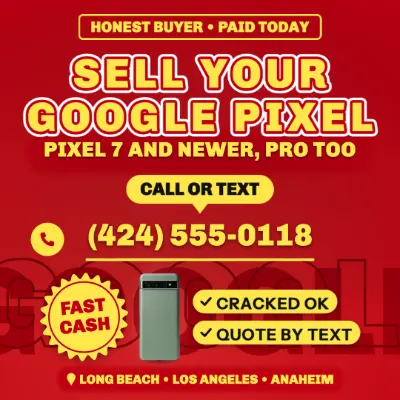 HONEST BUYER • PAID TODAY
SELL YOUR
GOOGLE PIXEL
PIXEL 7 AND NEWER, PRO TOO
CALL OR TEXT
(424) 555-0118
GOOGLE
FAST
CASH
CRACKED OK
QUOTE BY TEXT
LONG BEACH • LOS ANGELES • ANAHEIM